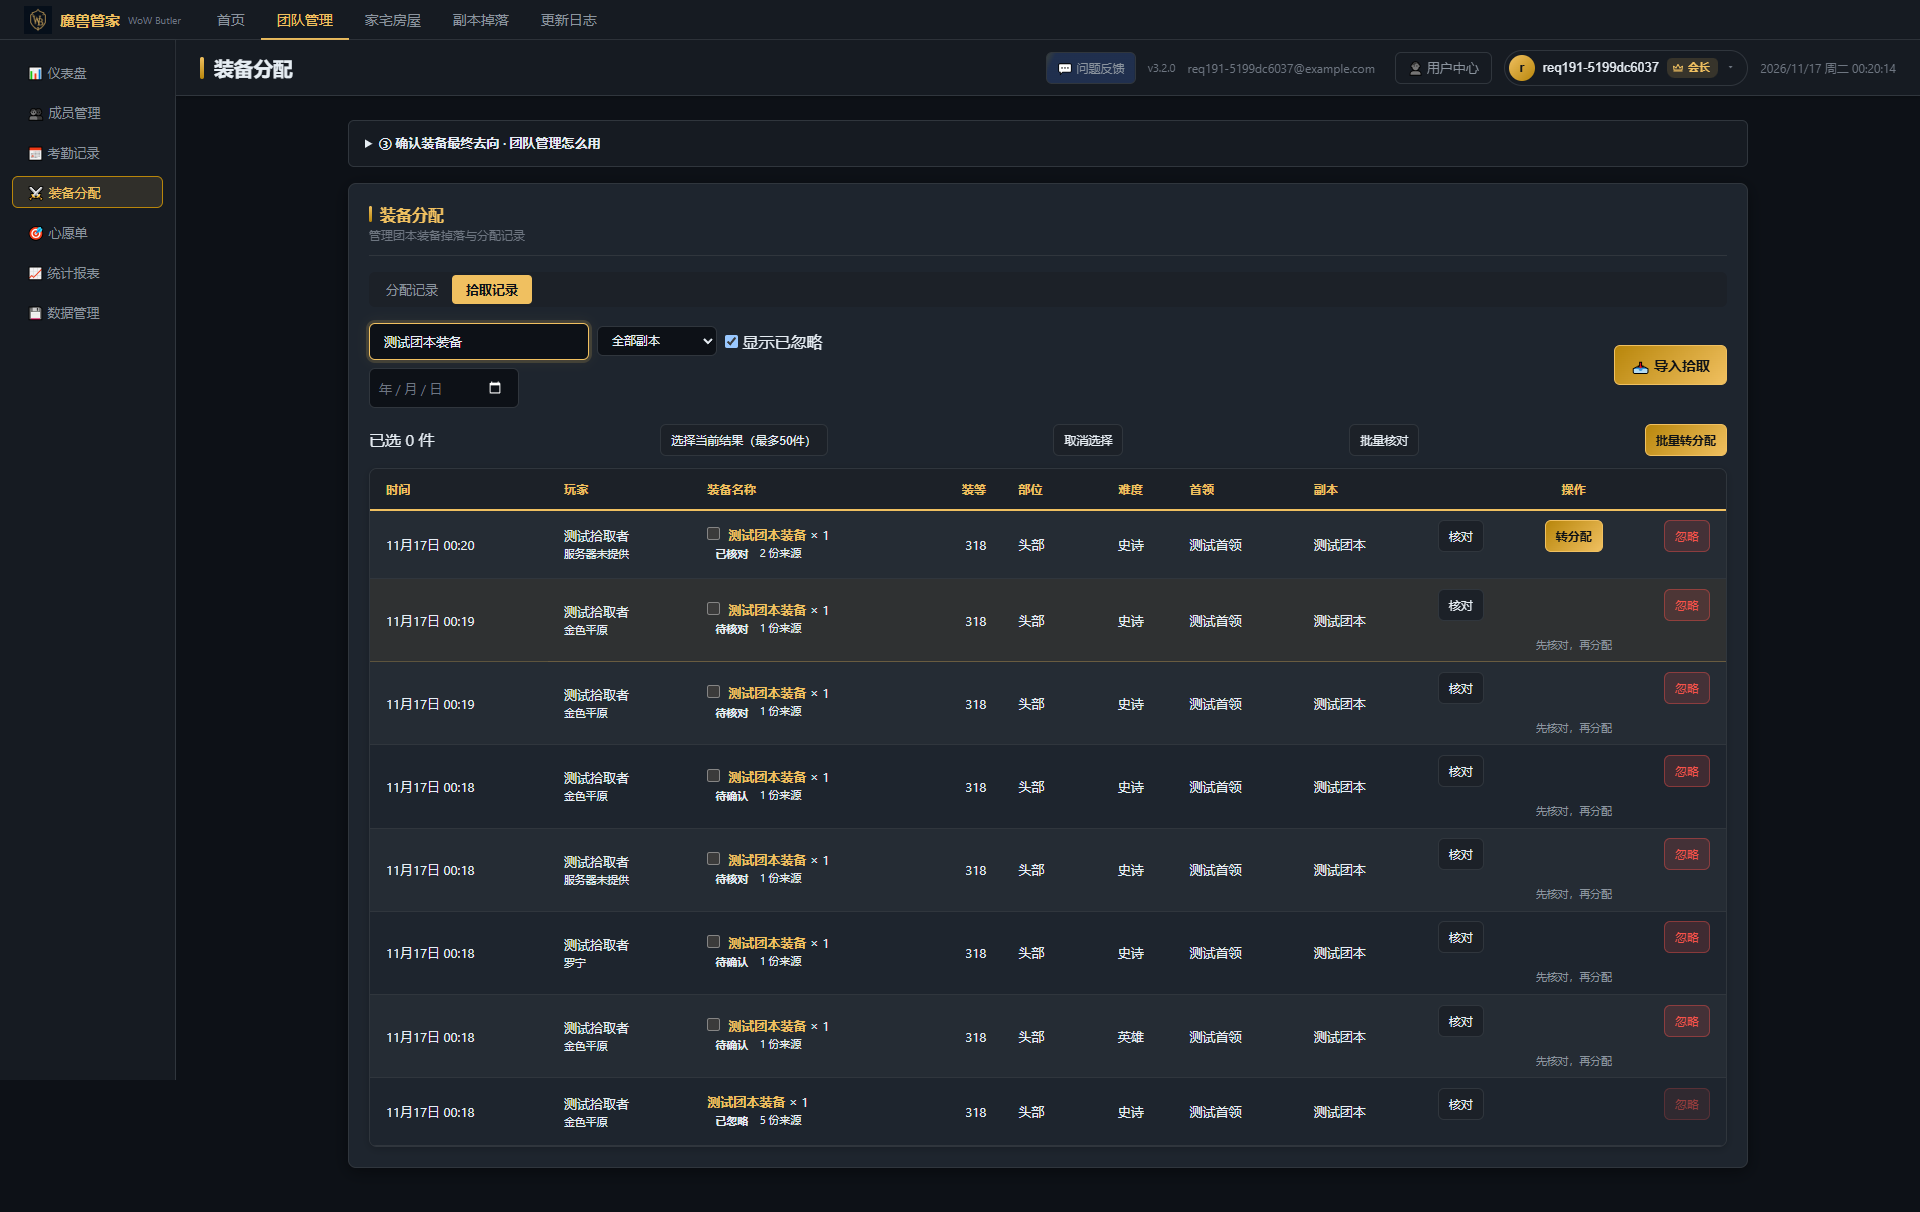 魔兽管家 WoW Butler 首页 团队管理 家宅房屋 副本掉落 更新日志
装备分配 问题反馈 v3.2.0 req191-5199dc6037@example.com 用户中心 r req191-5199dc6037 会长 2026/11/17 周二 00:20:14
仪表盘
成员管理
考勤记录
装备分配
心愿单
统计报表
数据管理
▶ ③ 确认装备最终去向 · 团队管理怎么用
装备分配
管理团本装备掉落与分配记录
分配记录 拾取记录
测试团本装备 全部副本 显示已忽略
年 / 月 / 日
导入拾取
已选 0 件 选择当前结果（最多50件） 取消选择 批量核对 批量转分配
时间 玩家 装备名称 装等 部位 难度 首领 副本 操作
11月17日 00:20 测试拾取者 测试团本装备 × 1 318 头部 史诗 测试首领 测试团本 核对 转分配 忽略
服务器未提供 已核对 2 份来源
11月17日 00:19 测试拾取者 测试团本装备 × 1 318 头部 史诗 测试首领 测试团本 核对 忽略
金色平原 待核对 1 份来源 先核对，再分配
11月17日 00:19 测试拾取者 测试团本装备 × 1 318 头部 史诗 测试首领 测试团本 核对 忽略
金色平原 待核对 1 份来源 先核对，再分配
11月17日 00:18 测试拾取者 测试团本装备 × 1 318 头部 史诗 测试首领 测试团本 核对 忽略
金色平原 待确认 1 份来源 先核对，再分配
11月17日 00:18 测试拾取者 测试团本装备 × 1 318 头部 史诗 测试首领 测试团本 核对 忽略
服务器未提供 待核对 1 份来源 先核对，再分配
11月17日 00:18 测试拾取者 测试团本装备 × 1 318 头部 史诗 测试首领 测试团本 核对 忽略
罗宁 待确认 1 份来源 先核对，再分配
11月17日 00:18 测试拾取者 测试团本装备 × 1 318 头部 英雄 测试首领 测试团本 核对 忽略
金色平原 待确认 1 份来源 先核对，再分配
11月17日 00:18 测试拾取者 测试团本装备 × 1 318 头部 史诗 测试首领 测试团本 核对 忽略
金色平原 已忽略 5 份来源